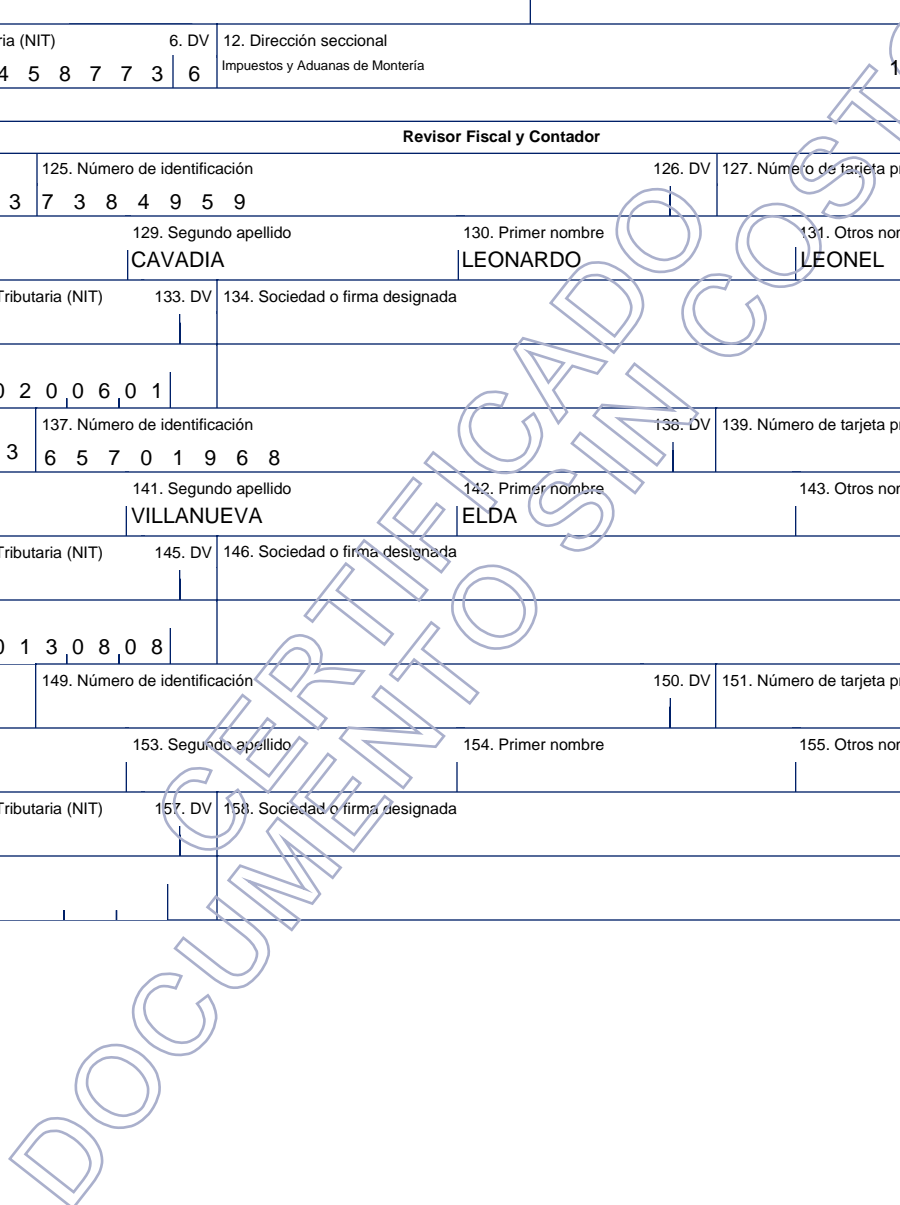 ria (NIT) 6. DV 12. Dirección seccional
4 5 8 7 7 3 6 Impuestos y Aduanas de Montería 1
Revisor Fiscal y Contador
125. Número de identificación 126. DV 127. Número de tarjeta pr
3 7 3 8 4 9 5 9
129. Segundo apellido 130. Primer nombre 131. Otros nom
CAVADIA LEONARDO LEONEL
Tributaria (NIT) 133. DV 134. Sociedad o firma designada
0 2 0 0 6 0 1
137. Número de identificación 138. DV 139. Número de tarjeta pr
3 6 5 7 0 1 9 6 8
141. Segundo apellido 142. Primer nombre 143. Otros nom
VILLANUEVA ELDA
Tributaria (NIT) 145. DV 146. Sociedad o firma designada
0 1 3 0 8 0 8
149. Número de identificación 150. DV 151. Número de tarjeta pr
153. Segundo apellido 154. Primer nombre 155. Otros nom
Tributaria (NIT) 157. DV 158. Sociedad o firma designada
CERTIFICADO
DOCUMENTO SIN COSTO